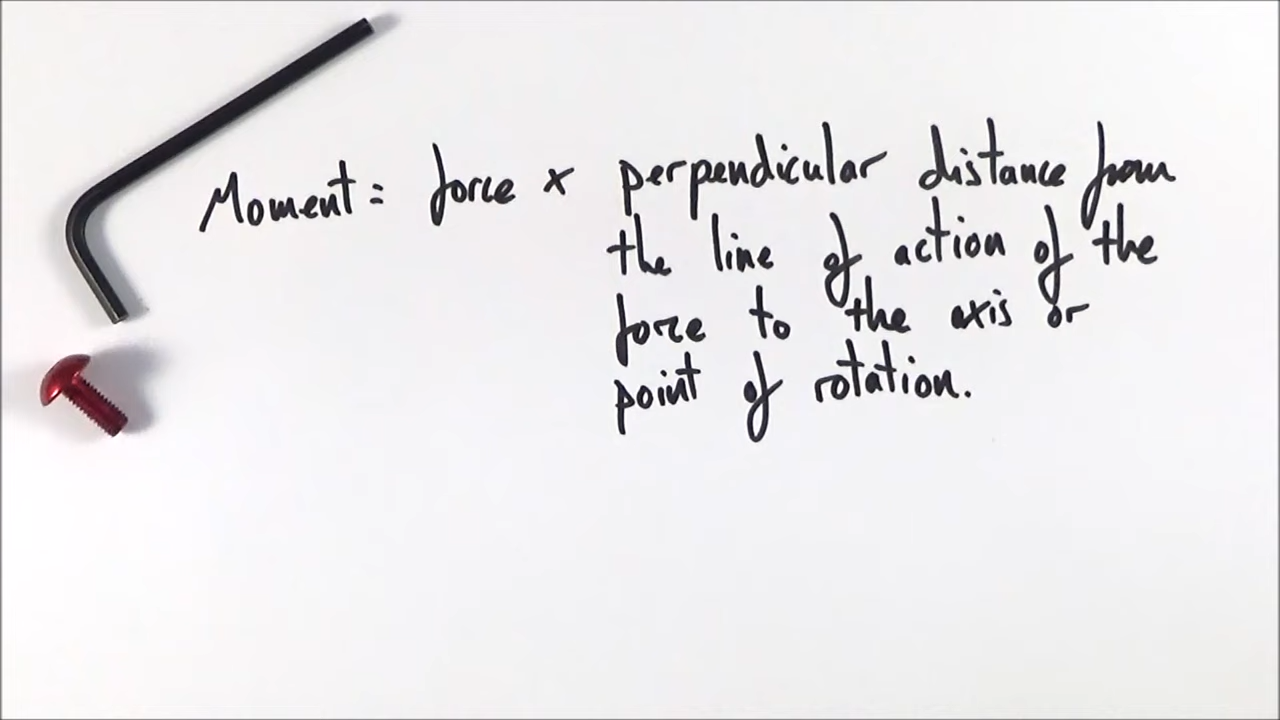 Moment = force × perpendicular distance from
the line of action of the
force to the axis or
point of rotation.